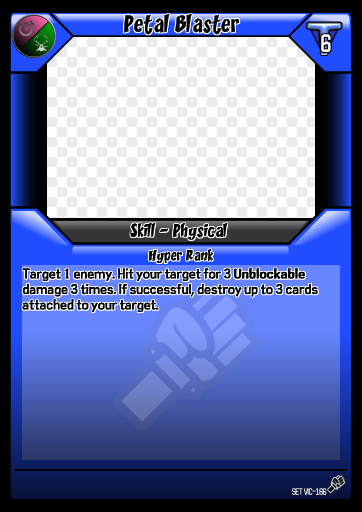 Petal Blaster
6
Skill - Physical
Hyper Rank
Target 1 enemy. Hit your target for 3 Unblockable
damage 3 times. If successful, destroy up to 3 cards
attached to your target.
SET VIC-166